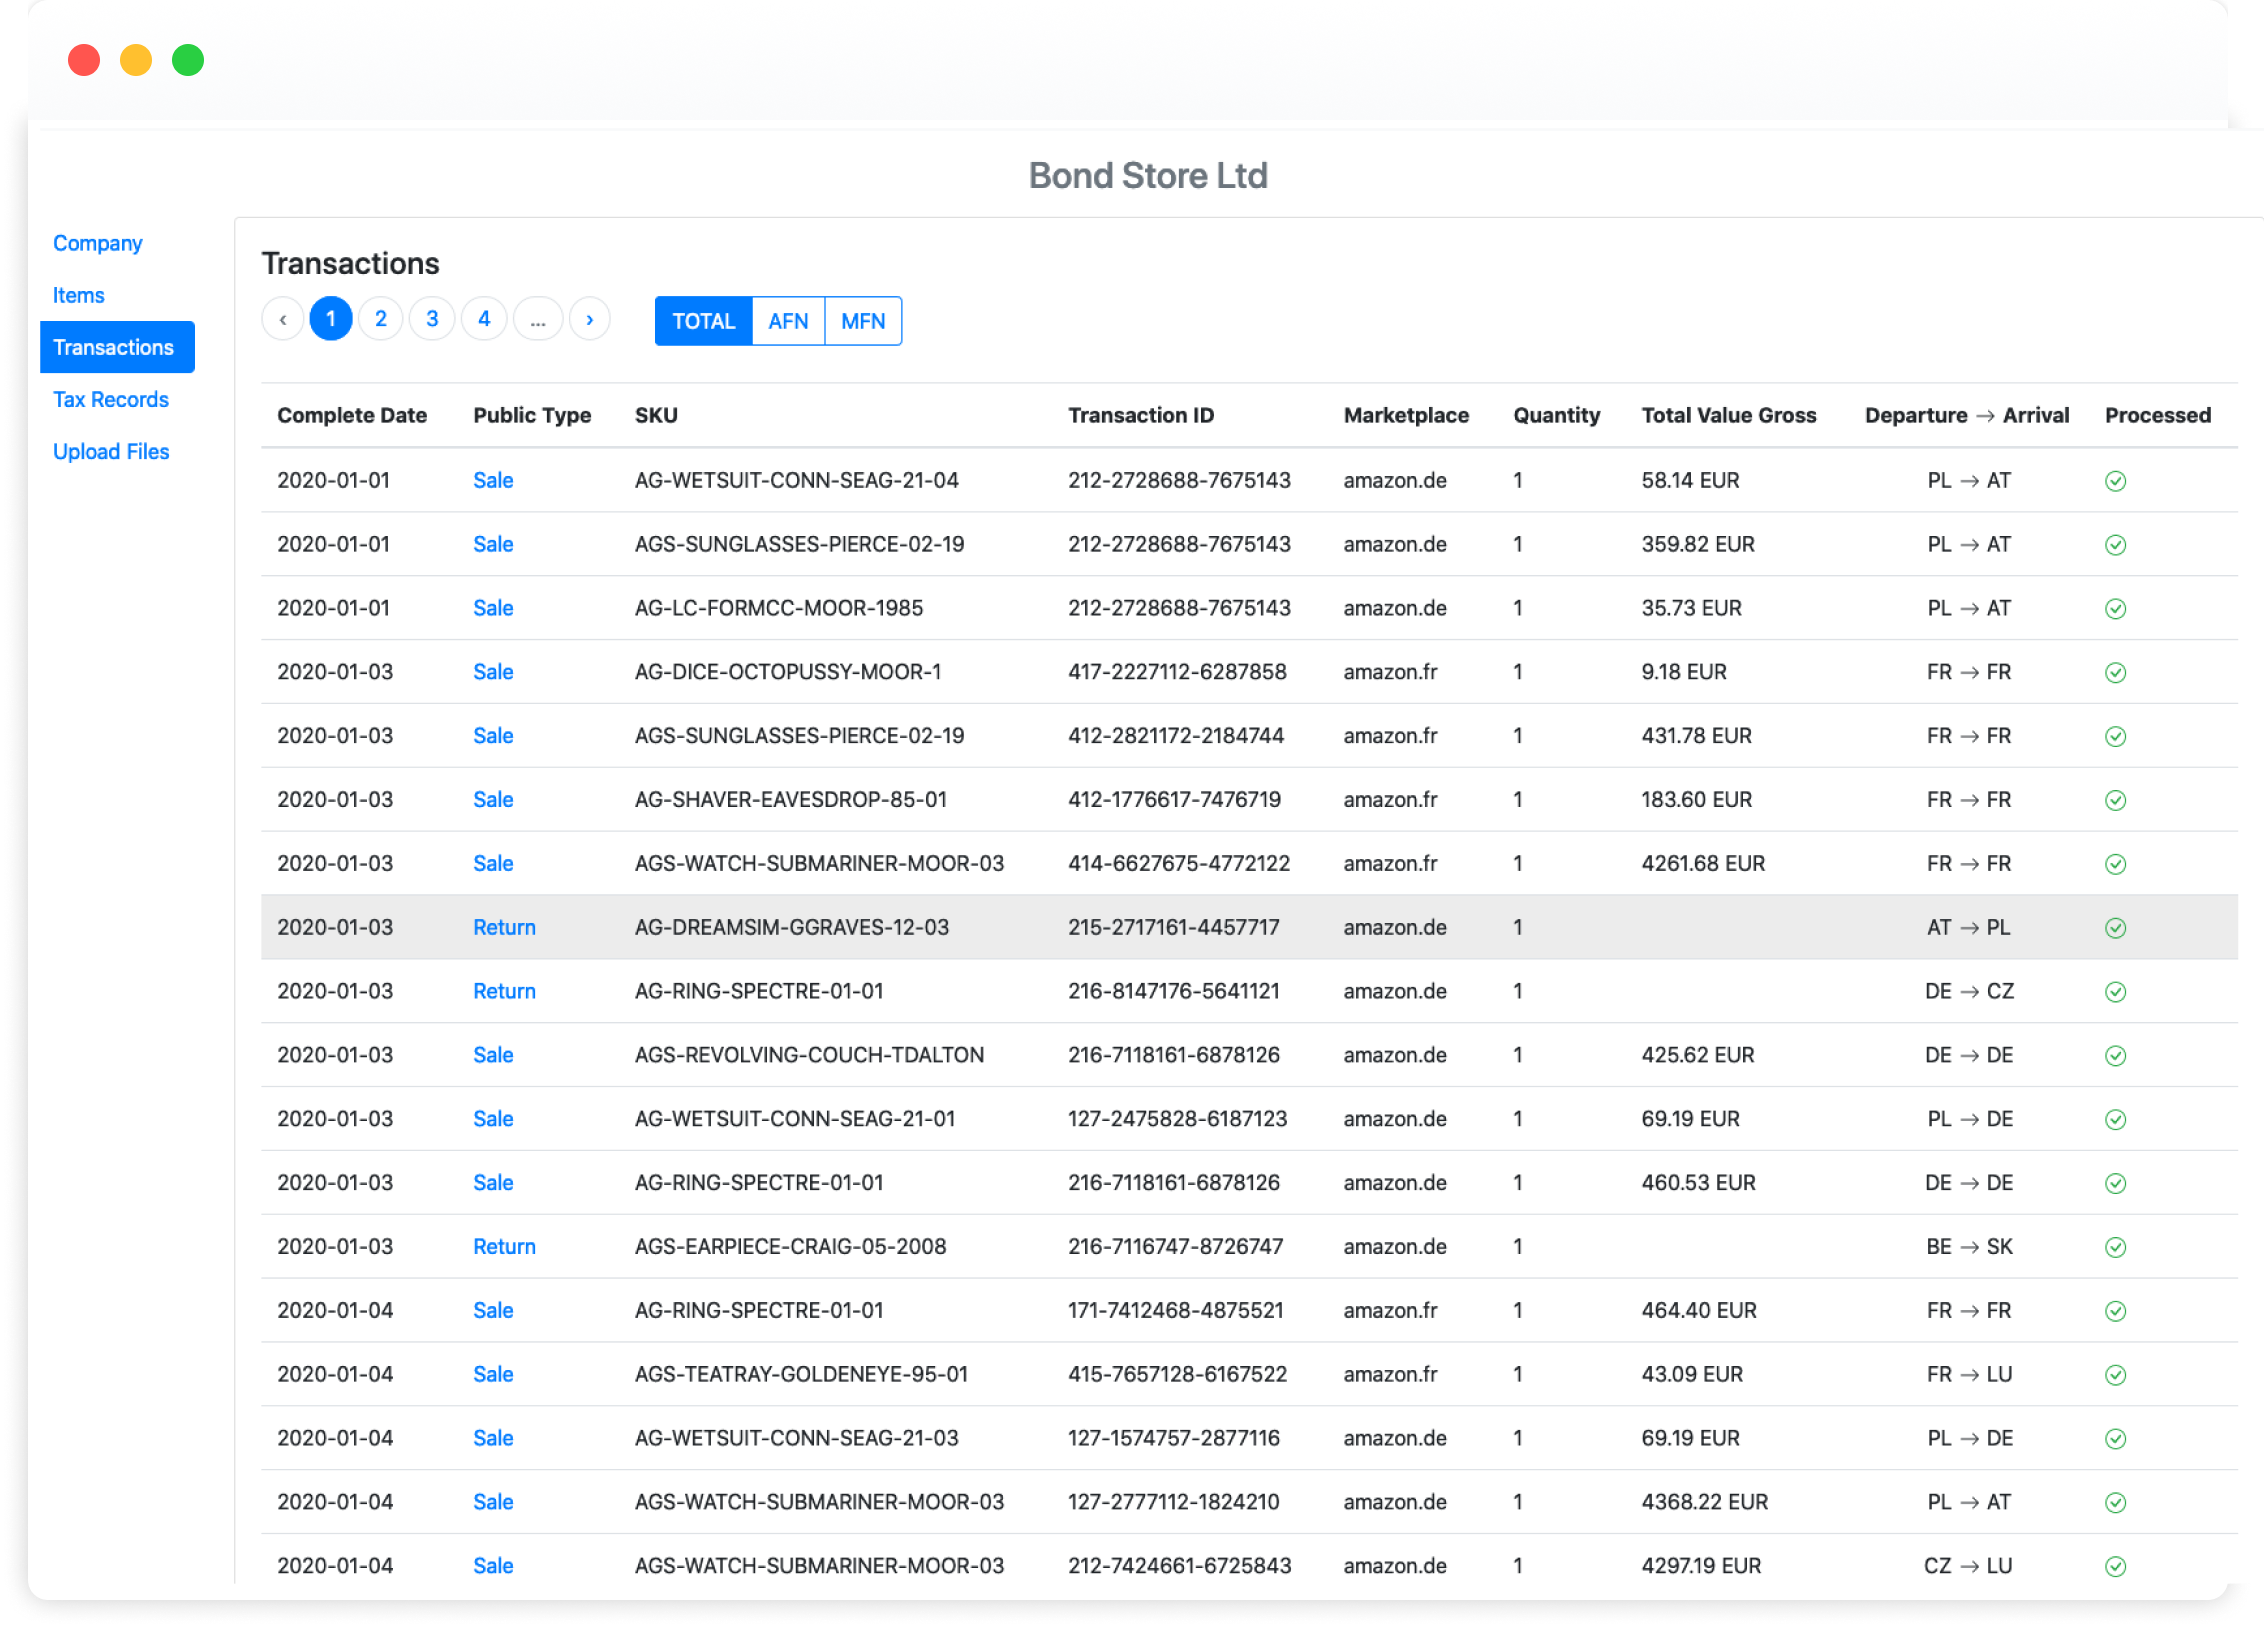 Bond Store Ltd
Company
Items
Transactions
Tax Records
Upload Files
Transactions
‹ 1 2 3 4 ... › TOTAL AFN MFN
Complete Date Public Type SKU Transaction ID Marketplace Quantity Total Value Gross Departure → Arrival Processed
2020-01-01 Sale AG-WETSUIT-CONN-SEAG-21-04 212-2728688-7675143 amazon.de 1 58.14 EUR PL → AT
2020-01-01 Sale AGS-SUNGLASSES-PIERCE-02-19 212-2728688-7675143 amazon.de 1 359.82 EUR PL → AT
2020-01-01 Sale AG-LC-FORMCC-MOOR-1985 212-2728688-7675143 amazon.de 1 35.73 EUR PL → AT
2020-01-03 Sale AG-DICE-OCTOPUSSY-MOOR-1 417-2227112-6287858 amazon.fr 1 9.18 EUR FR → FR
2020-01-03 Sale AGS-SUNGLASSES-PIERCE-02-19 412-2821172-2184744 amazon.fr 1 431.78 EUR FR → FR
2020-01-03 Sale AG-SHAVER-EAVESDROP-85-01 412-1776617-7476719 amazon.fr 1 183.60 EUR FR → FR
2020-01-03 Sale AGS-WATCH-SUBMARINER-MOOR-03 414-6627675-4772122 amazon.fr 1 4261.68 EUR FR → FR
2020-01-03 Return AG-DREAMSIM-GGRAVES-12-03 215-2717161-4457717 amazon.de 1 AT → PL
2020-01-03 Return AG-RING-SPECTRE-01-01 216-8147176-5641121 amazon.de 1 DE → CZ
2020-01-03 Sale AGS-REVOLVING-COUCH-TDALTON 216-7118161-6878126 amazon.de 1 425.62 EUR DE → DE
2020-01-03 Sale AG-WETSUIT-CONN-SEAG-21-01 127-2475828-6187123 amazon.de 1 69.19 EUR PL → DE
2020-01-03 Sale AG-RING-SPECTRE-01-01 216-7118161-6878126 amazon.de 1 460.53 EUR DE → DE
2020-01-03 Return AGS-EARPIECE-CRAIG-05-2008 216-7116747-8726747 amazon.de 1 BE → SK
2020-01-04 Sale AG-RING-SPECTRE-01-01 171-7412468-4875521 amazon.fr 1 464.40 EUR FR → FR
2020-01-04 Sale AGS-TEATRAY-GOLDENEYE-95-01 415-7657128-6167522 amazon.fr 1 43.09 EUR FR → LU
2020-01-04 Sale AG-WETSUIT-CONN-SEAG-21-03 127-1574757-2877116 amazon.de 1 69.19 EUR PL → DE
2020-01-04 Sale AGS-WATCH-SUBMARINER-MOOR-03 127-2777112-1824210 amazon.de 1 4368.22 EUR PL → AT
2020-01-04 Sale AGS-WATCH-SUBMARINER-MOOR-03 212-7424661-6725843 amazon.de 1 4297.19 EUR CZ → LU